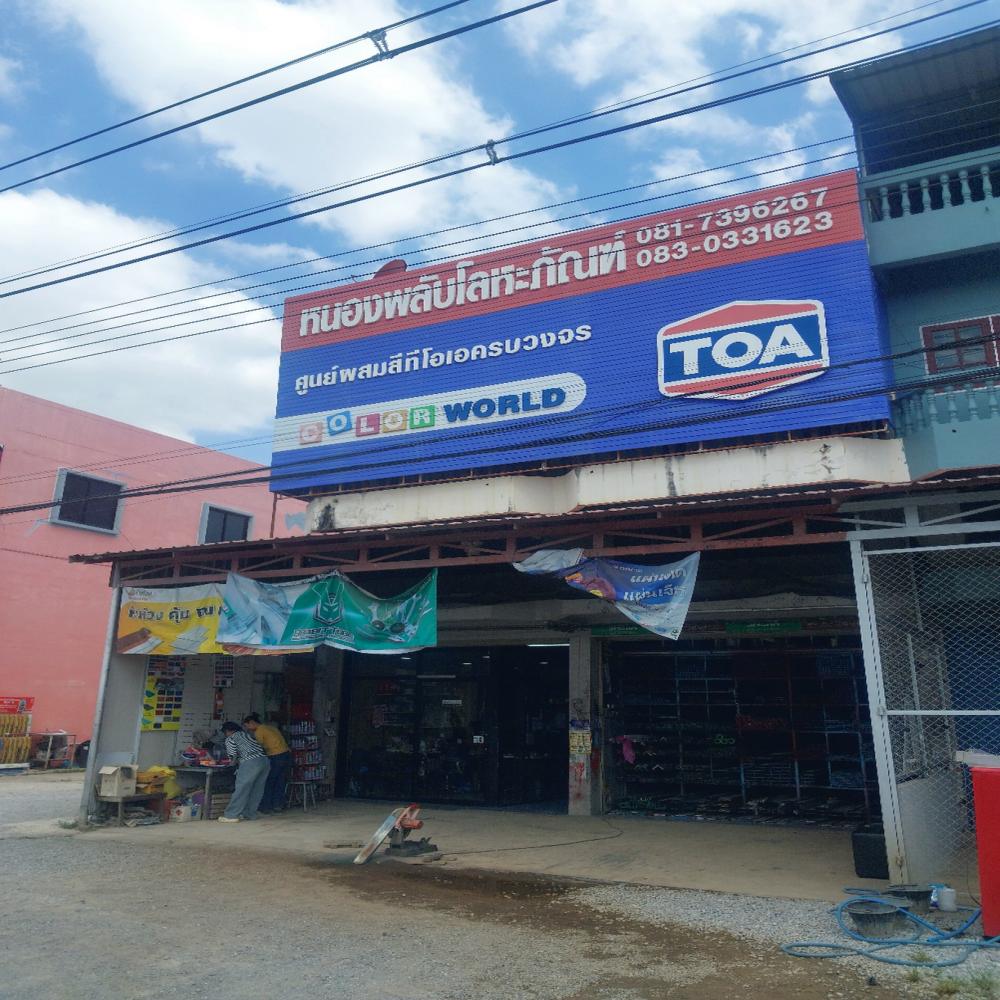 หนองพลับโลหะภัณฑ์ 081-7396267
083-0331623
ศูนย์ผสมสีทีโอเอครบวงจร
TOA
COLOR WORLD